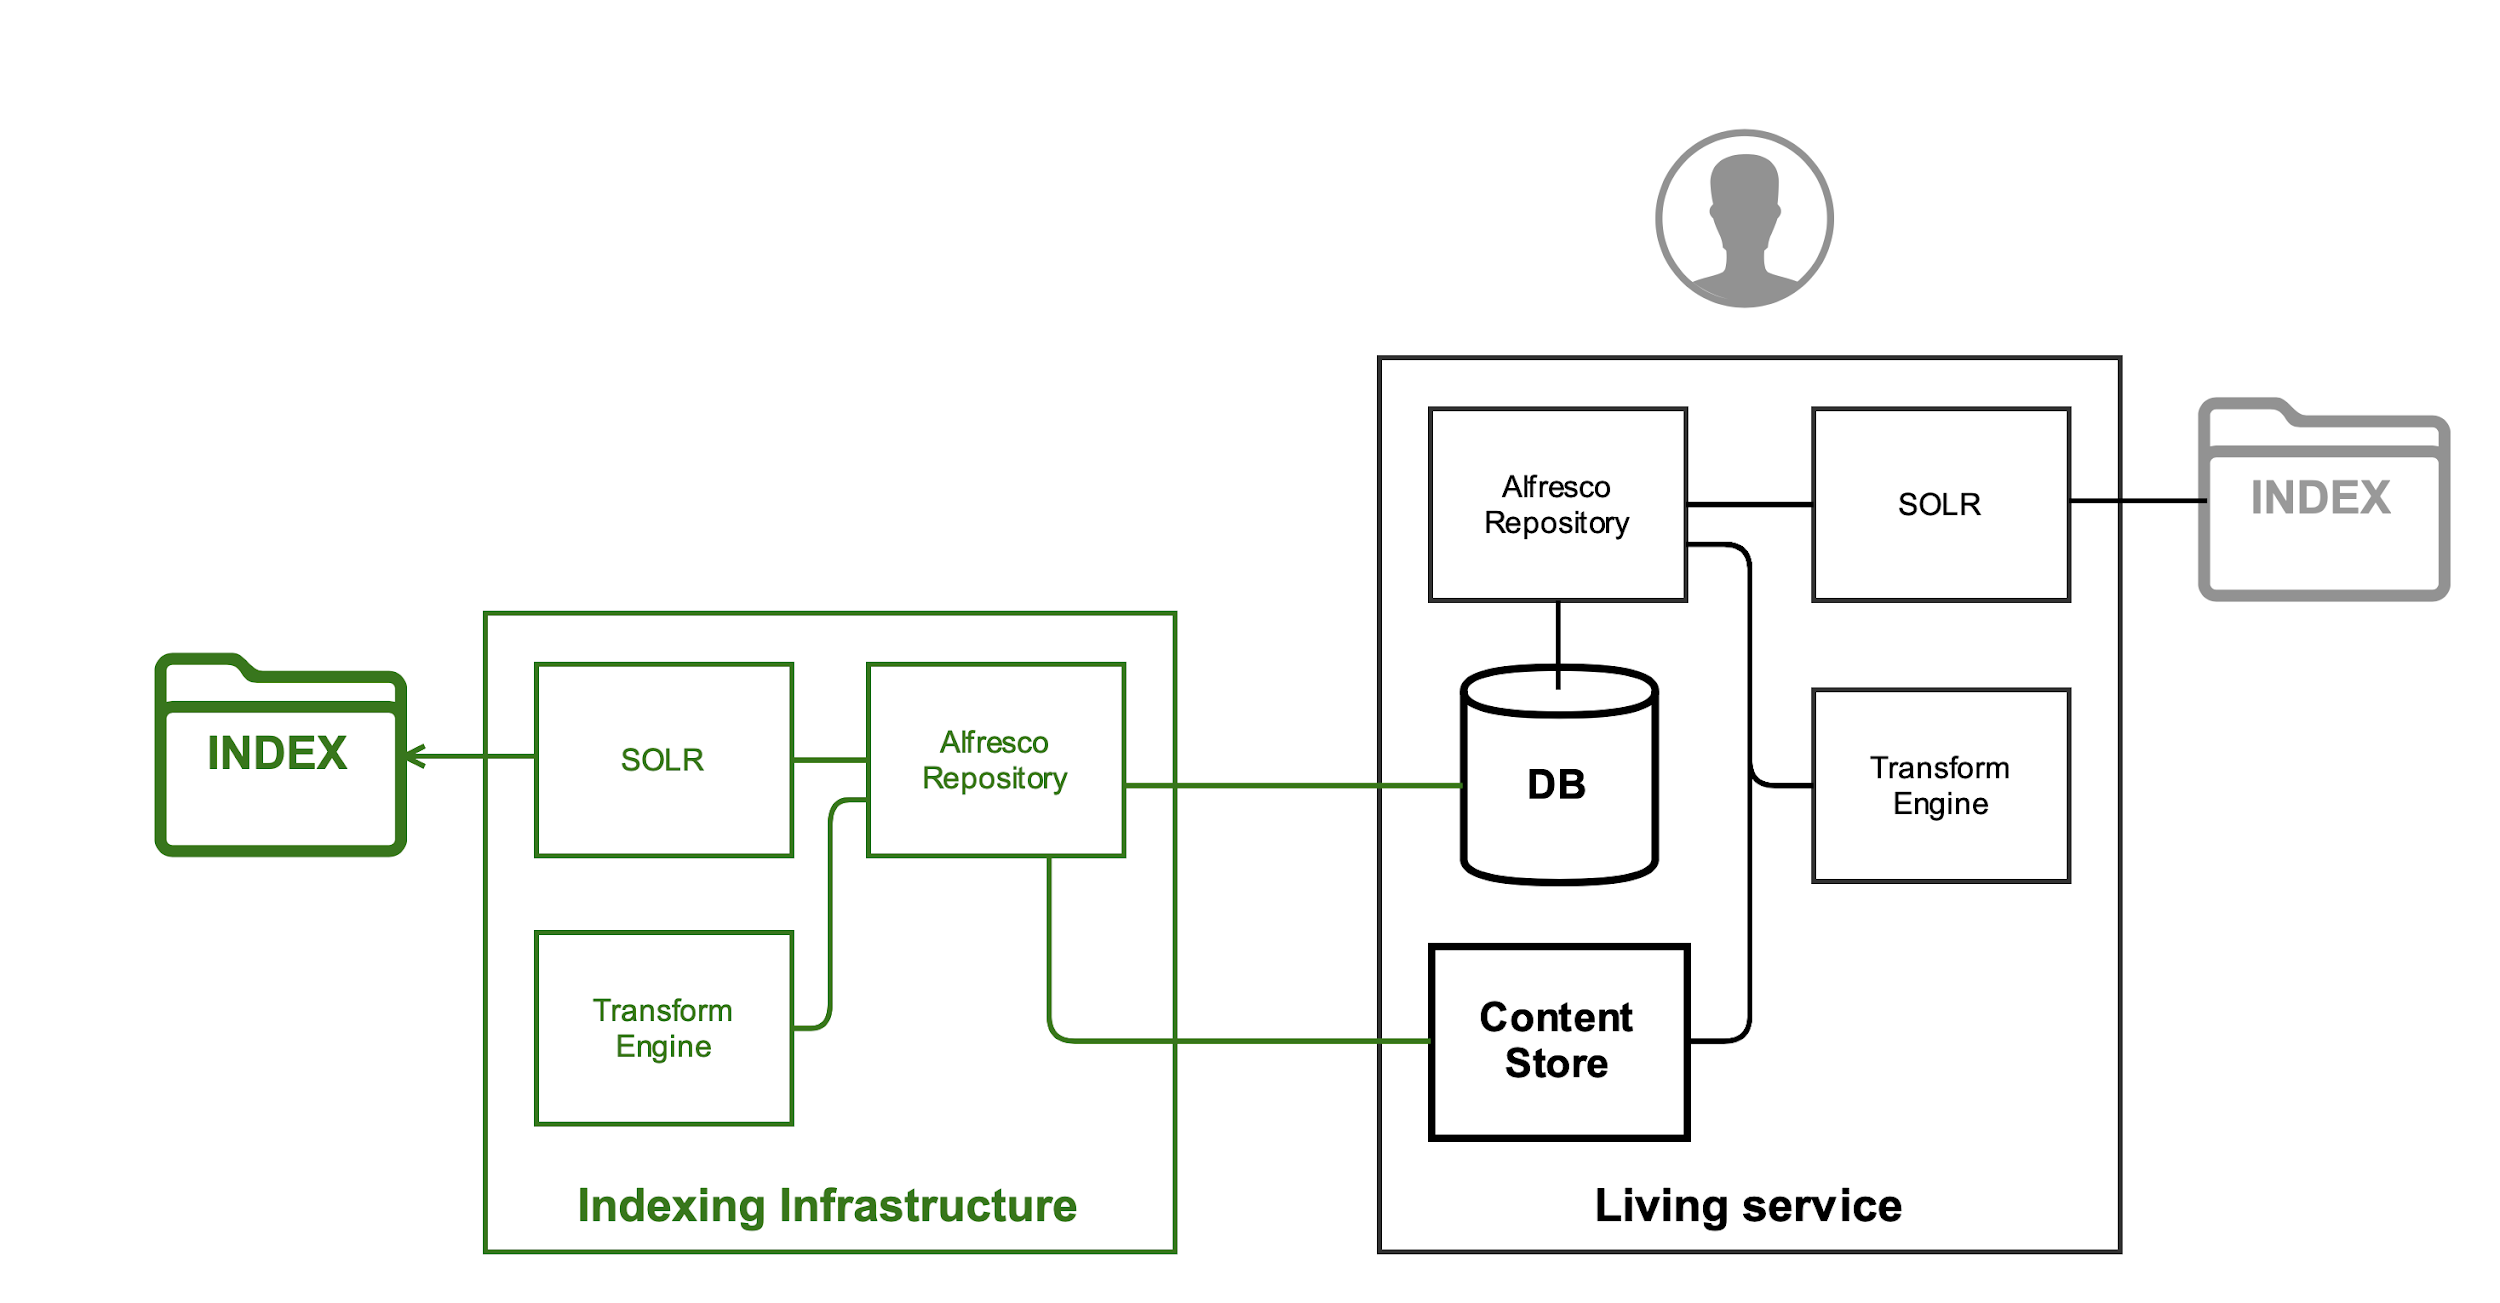 INDEX
SOLR
Alfresco
Repository
Transform
Engine
Indexing Infrastructure
Alfresco
Repository
SOLR
INDEX
DB
Transform
Engine
Content
Store
Living service